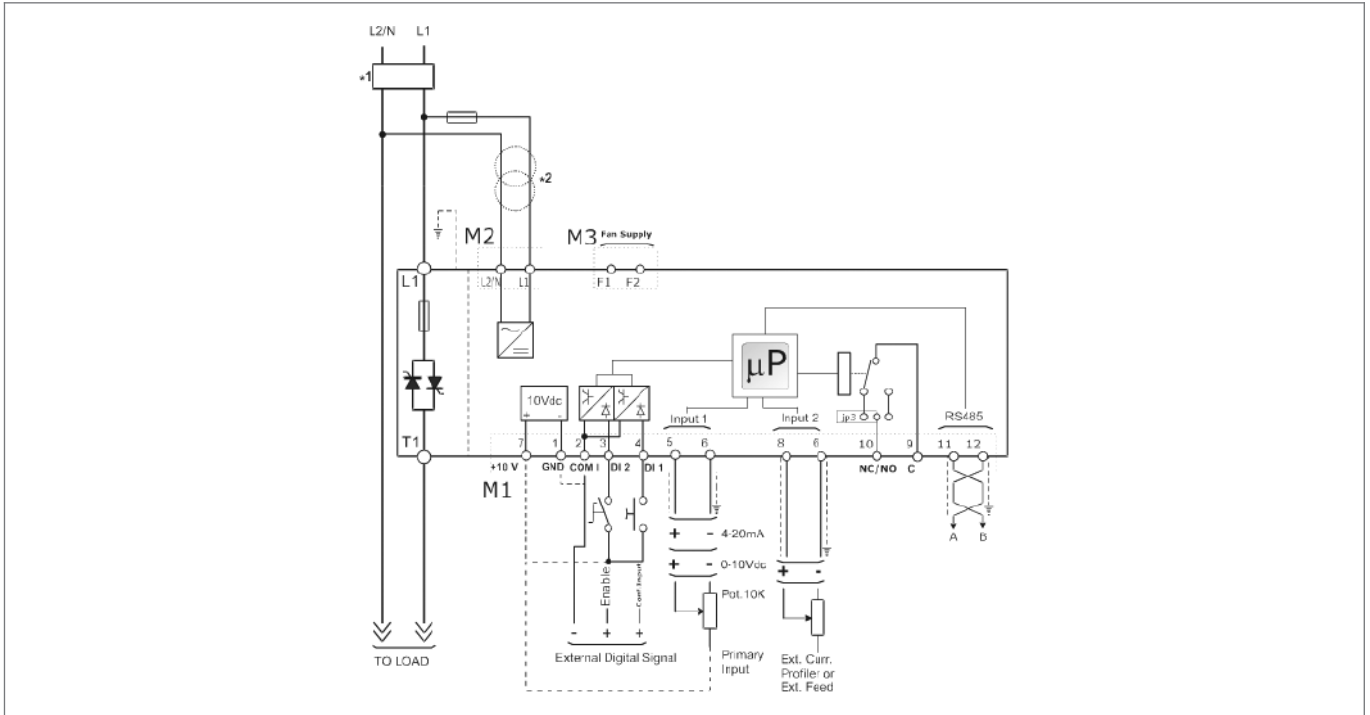 L2/N L1
*1
*2
M2 M3 Fan Supply
L1 L2/N L1 F1 F2
µP
10Vdc
+ -
Input 1 Input 2 jp3 RS485
T1 7 1 2 3 4 5 6 8 6 10 9 11 12
+10 V GND COM I DI 2 DI 1 NC/NO C
M1
+ - 4-20mA
A B
+ - 0-10Vdc + -
Enable
Conf.Input
Pot.10K
- + +
TO LOAD
External Digital Signal
Primary
Input
Ext. Curr.
Profiler or
Ext. Feed